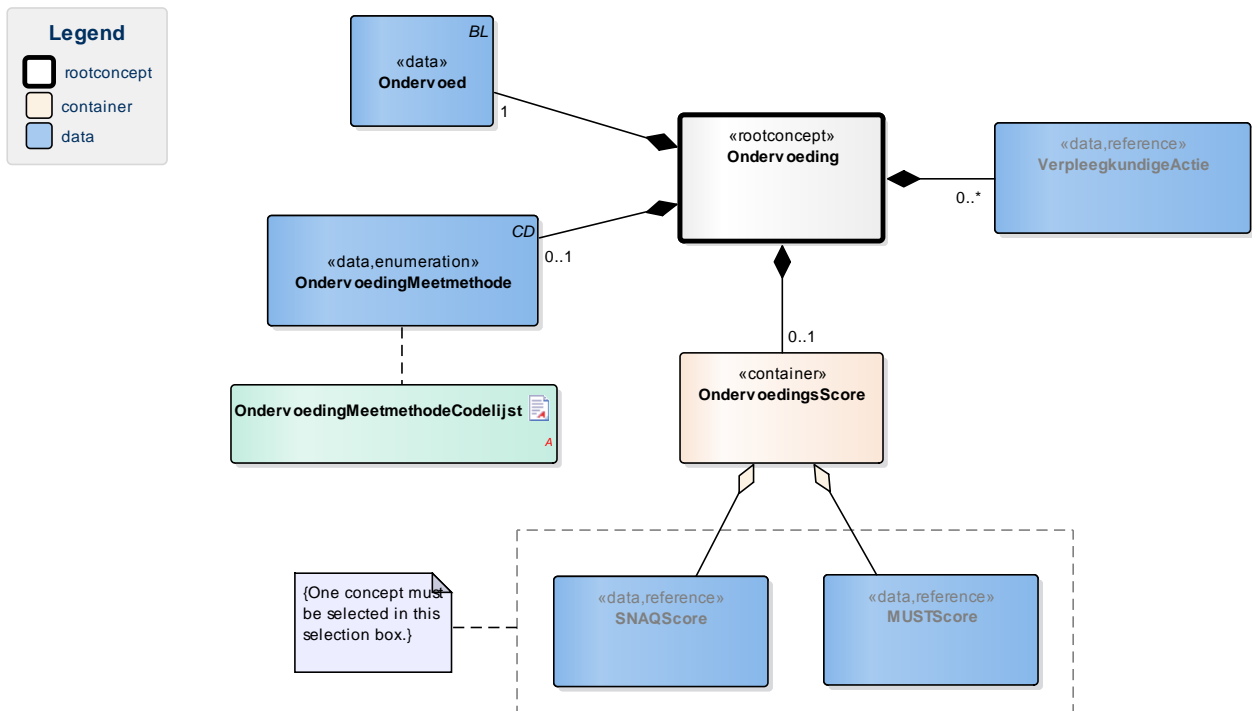 Legend
rootconcept
container
data
BL
«data»
Ondervoed
1
«rootconcept»
Ondervoeding
«data,reference»
VerpleegkundigeActie
0..*
CD
«data,enumeration»
OndervoedingMeetmethode
0..1
0..1
«container»
OndervoedingsScore
OndervoedingMeetmethodeCodelijst
A
{One concept must
be selected in this
selection box.}
«data,reference»
SNAQScore
«data,reference»
MUSTScore